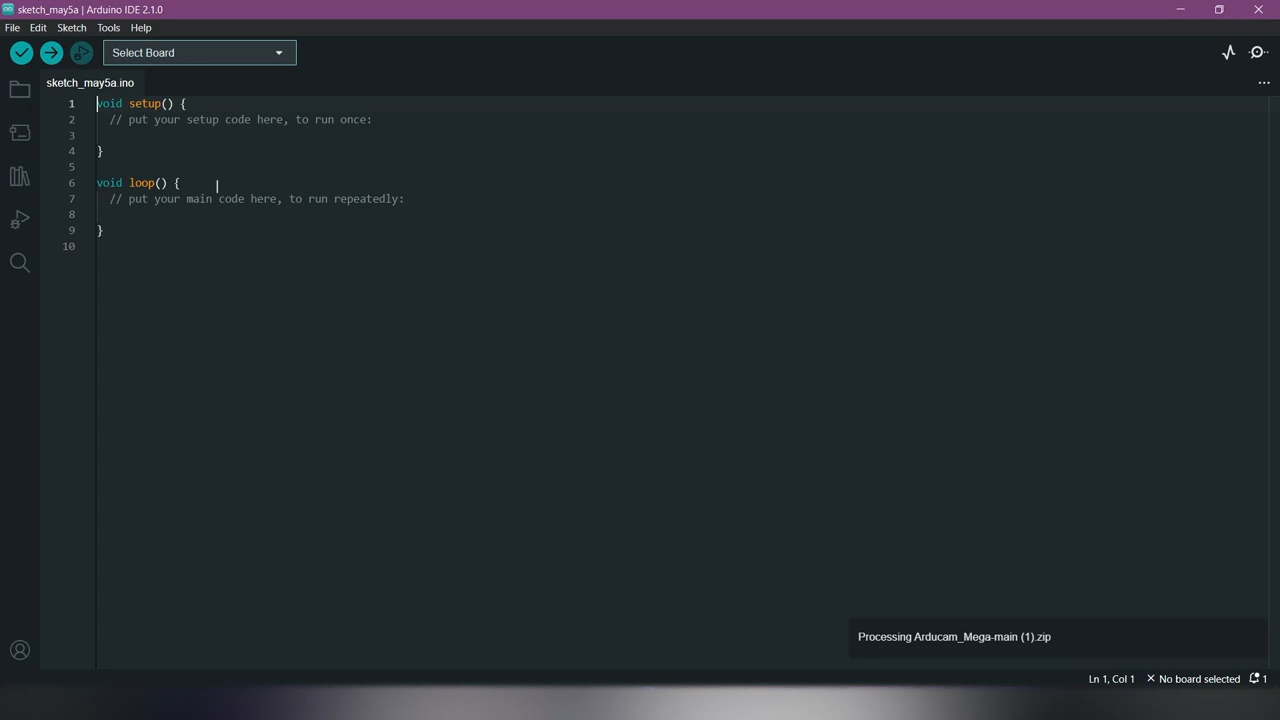 sketch_may5a | Arduino IDE 2.1.0
File Edit Sketch Tools Help
Select Board
sketch_may5a.ino
1 void setup() {
2 // put your setup code here, to run once:
3
4 }
5
6 void loop() {
7 // put your main code here, to run repeatedly:
8
9 }
10
Processing Arducam_Mega-main (1).zip
Ln 1, Col 1 × No board selected 1